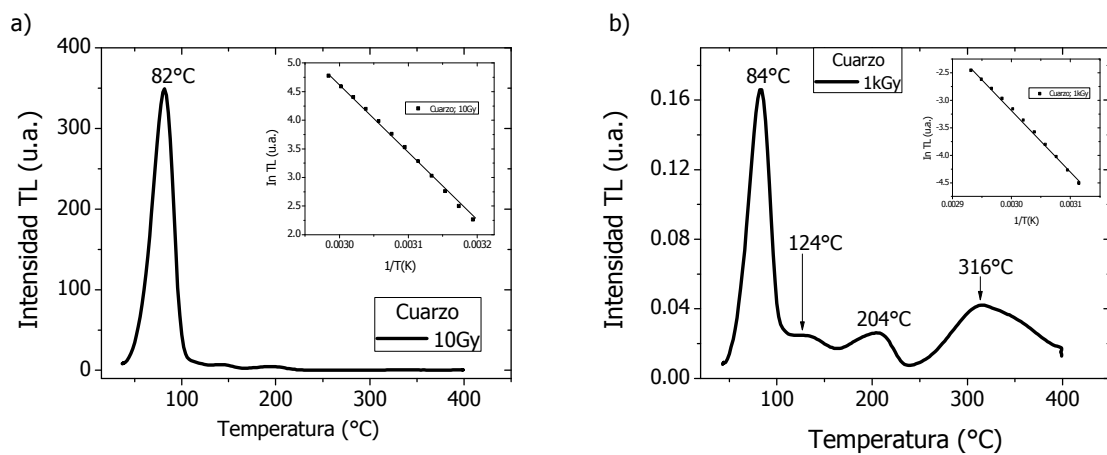 a)
400
300
200
100
0
Intensidad TL (u.a.)
82°C
5.0
4.5
4.0
3.5
3.0
2.5
2.0
ln TL (u.a.)
Cuarzo; 10Gy
0.0030 0.0031 0.0032
1/T(K)
Cuarzo
10Gy
100 200 300 400
Temperatura (°C)
b)
0.16
0.12
0.08
0.04
0.00
Intensidad TL (u.a.)
84°C
Cuarzo
1kGy
-2.5
-3.0
-3.5
-4.0
-4.5
ln TL (u.a.)
Cuarzo; 1kGy
0.0029 0.0030 0.0031
1/T(K)
124°C
204°C
316°C
100 200 300 400
Temperatura (°C)